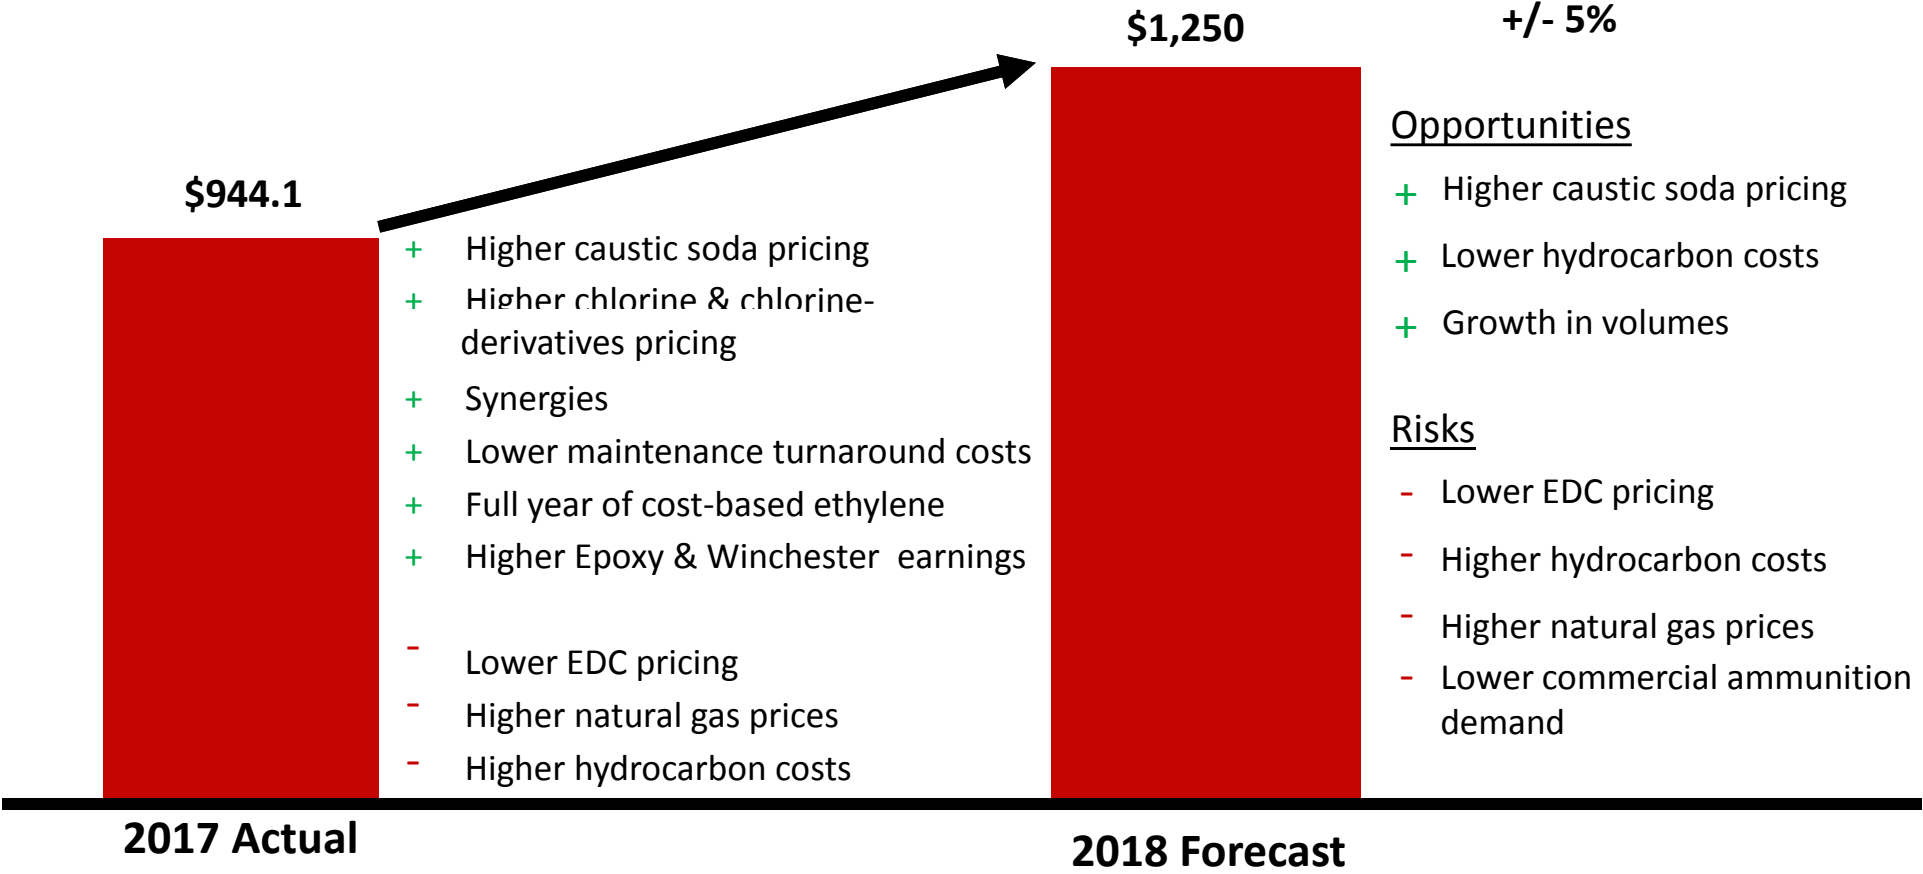 $1,250
+/- 5%
$944.1
+ Higher caustic soda pricing
+ Higher chlorine & chlorine-
derivatives pricing
+ Synergies
+ Lower maintenance turnaround costs
+ Full year of cost-based ethylene
+ Higher Epoxy & Winchester  earnings
- Lower EDC pricing
- Higher natural gas prices
- Higher hydrocarbon costs
Opportunities
+ Higher caustic soda pricing
+ Lower hydrocarbon costs
+ Growth in volumes
Risks
- Lower EDC pricing
- Higher hydrocarbon costs
- Higher natural gas prices
- Lower commercial ammunition
demand
2017 Actual
2018 Forecast